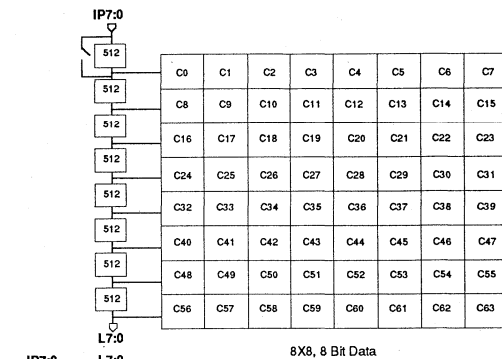 IP7:0
512
C0 C1 C2 C3 C4 C5 C6 C7
512
C8 C9 C10 C11 C12 C13 C14 C15
512
C16 C17 C18 C19 C20 C21 C22 C23
512
C24 C25 C26 C27 C28 C29 C30 C31
512
C32 C33 C34 C35 C36 C37 C38 C39
512
C40 C41 C42 C43 C44 C45 C46 C47
512
C48 C49 C50 C51 C52 C53 C54 C55
512
C56 C57 C58 C59 C60 C61 C62 C63
L7:0
8X8, 8 Bit Data
IP7:0 L7:0